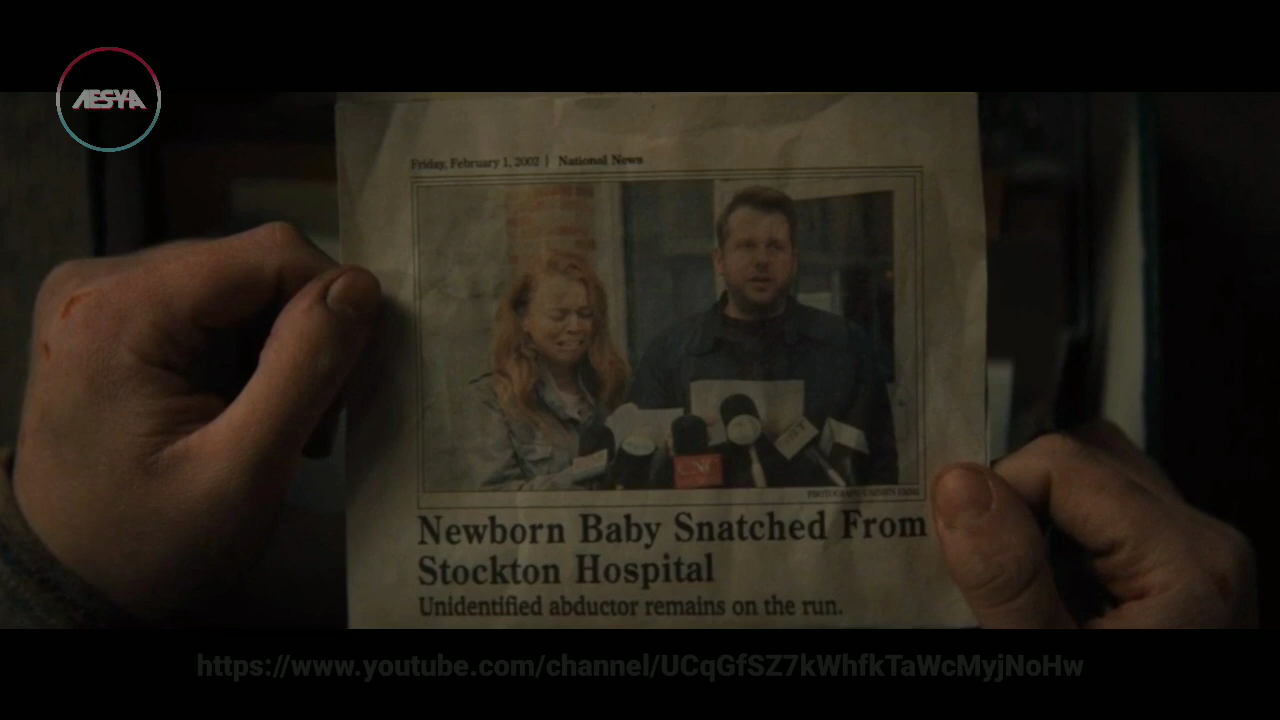 AESYA
Friday, February 1, 2002 | National News
CNC
Newborn Baby Snatched From
Stockton Hospital
Unidentified abductor remains on the run.
https://www.youtube.com/channel/UCqGfSZ7kWhfkTaWcMyjNoHw